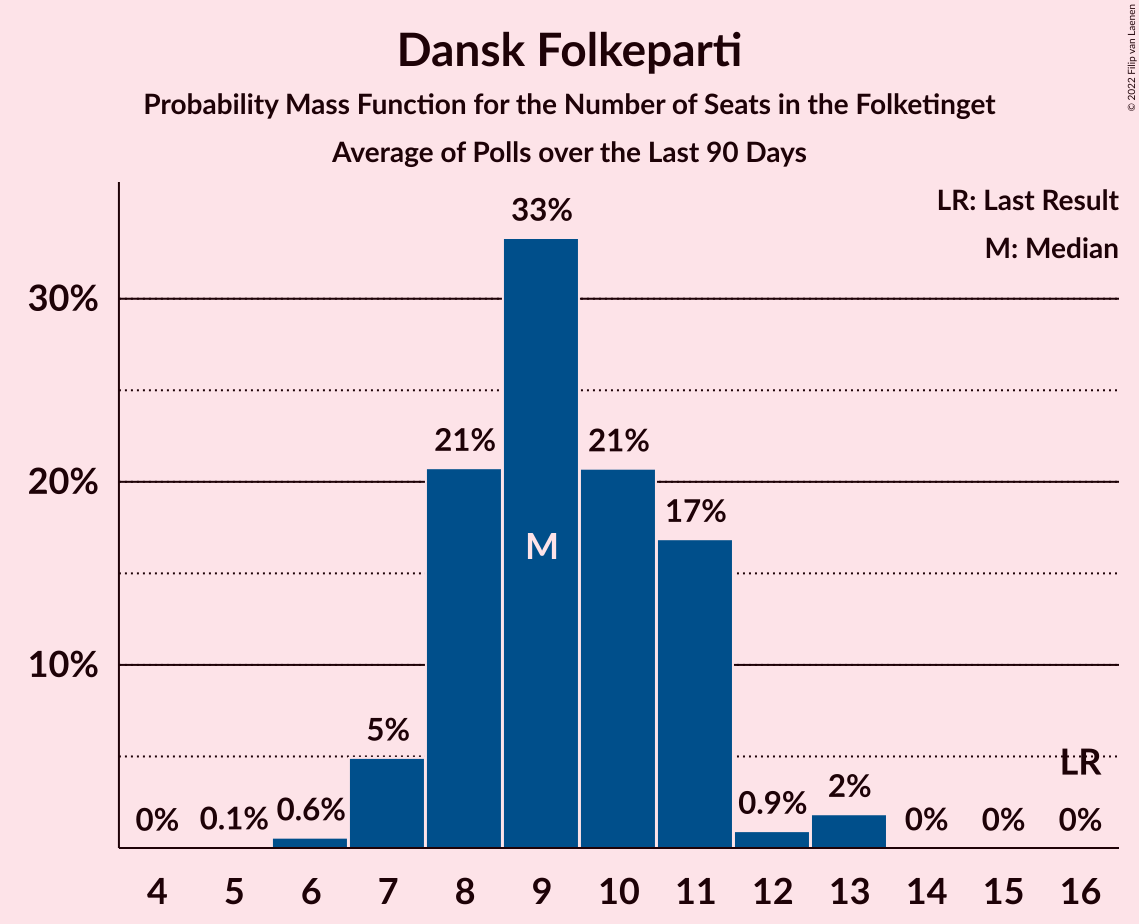 Dansk Folkeparti
Probability Mass Function for the Number of Seats in the Folketinget
Average of Polls over the Last 90 Days
© 2022 Filip van Laenen
LR: Last Result
M: Median
33%
30%
21%
21%
20%
17%
M
10%
5%
LR
2%
0%
0.1%
0.6%
0.9%
0%
0%
0%
4 5 6 7 8 9 10 11 12 13 14 15 16